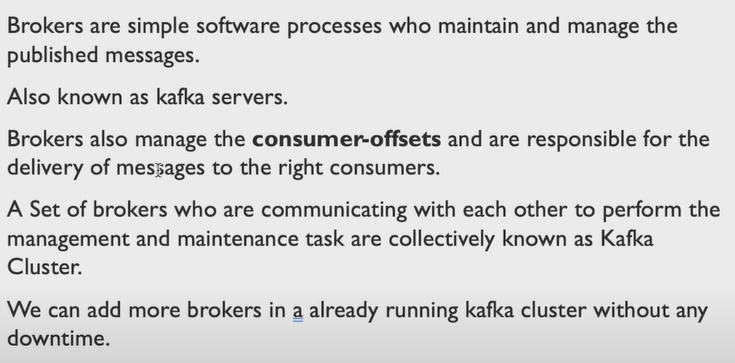 Brokers are simple software processes who maintain and manage the
published messages.
Also known as kafka servers.
Brokers also manage the consumer-offsets and are responsible for the
delivery of messages to the right consumers.
A Set of brokers who are communicating with each other to perform the
management and maintenance task are collectively known as Kafka
Cluster.
We can add more brokers in a already running kafka cluster without any
downtime.